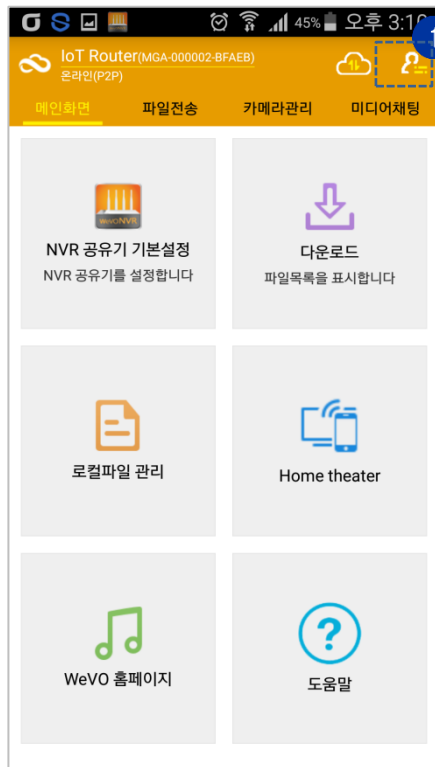 45% 오후 3:10
1
IoT Router(MGA-000002-BFAEB)
온라인(P2P)
메인화면 파일전송 카메라관리 미디어채팅
weVONVR
NVR 공유기 기본설정
NVR 공유기를 설정합니다
다운로드
파일목록을 표시합니다
로컬파일 관리
Home theater
WeVO 홈페이지
?
도움말